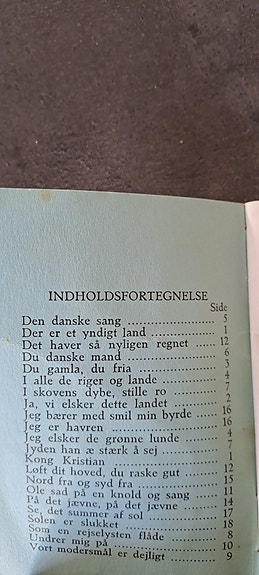 INDHOLDSFORTEGNELSE
Side
Den danske sang ........................ 5
Der er et yndigt land ................. 1
Det haver så nyligen regnet ..... 12
Du danske mand ........................ 6
Du gamla, du fria ..................... 3
I alle de riger og lande ............. 4
I skovens dybe, stille ro ............ 7
Ja, vi elsker dette landet ........... 2
Jeg bærer med smil min byrde ... 16
Jeg er havren ........................... 16
Jeg elsker de grønne lunde ........ 4
Jyden han æ stærk å sej ............ 7
Kong Kristian ........................... 1
Løft dit hoved, du raske gut ...... 12
Nord fra og syd fra .................. 15
Ole sad på en knold og sang ...... 11
På det jævne, på det jævne ........ 14
Se, det summer af sol ............... 17
Solen er slukket ....................... 18
Som en rejselysten flåde ........... 8
Undrer mig på .......................... 10
Vort modersmål er dejligt ......... 9